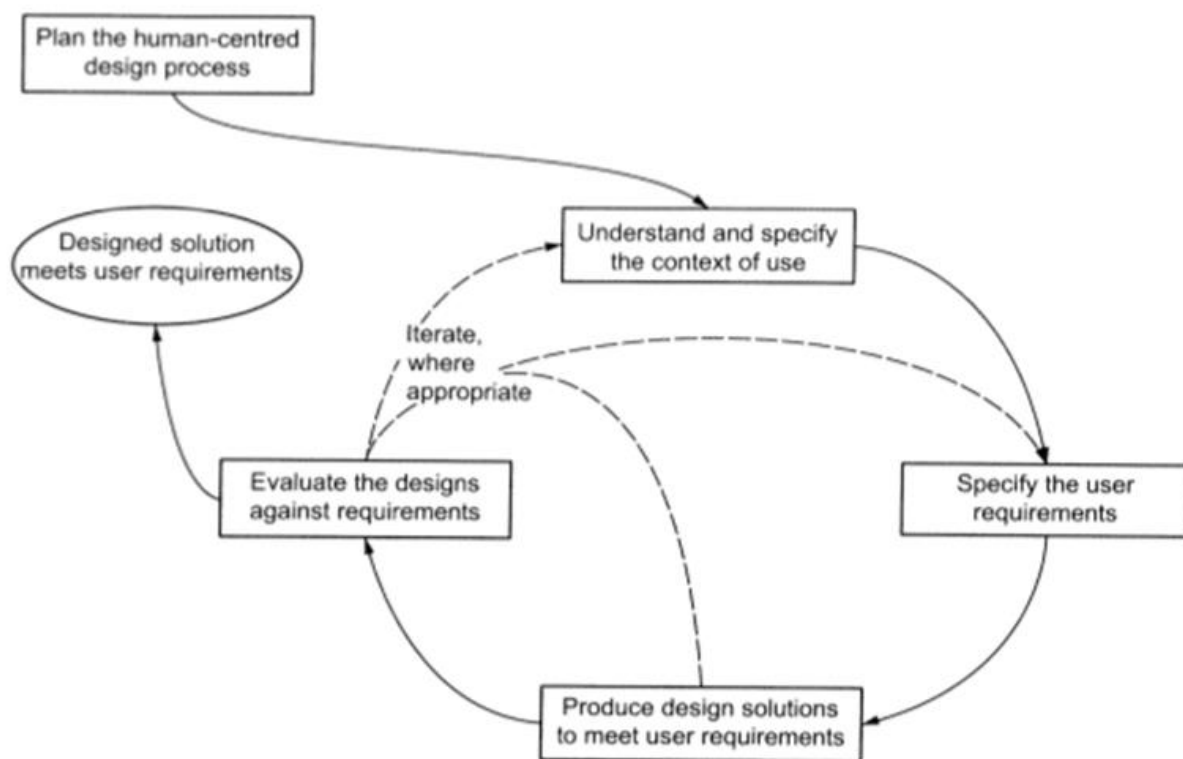 Plan the human-centred
design process
Understand and specify
the context of use
Designed solution
meets user requirements
Iterate,
where
appropriate
Evaluate the designs
against requirements
Specify the user
requirements
Produce design solutions
to meet user requirements